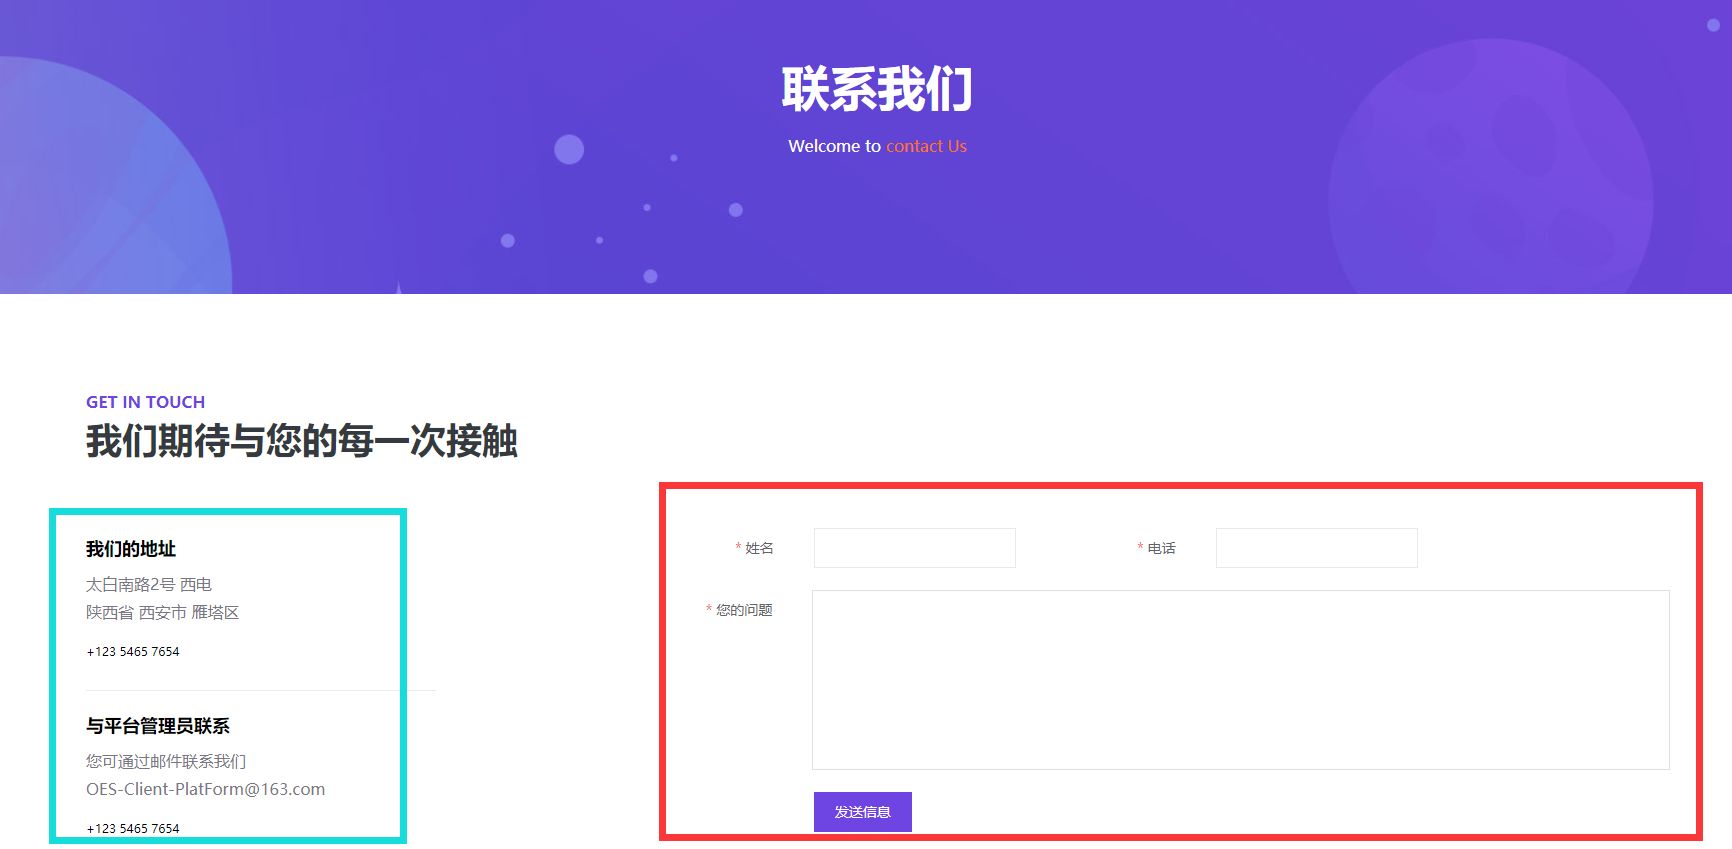 联系我们
Welcome to contact Us
GET IN TOUCH
我们期待与您的每一次接触
我们的地址
太白南路2号 西电
陕西省 西安市 雁塔区
+123 5465 7654
与平台管理员联系
您可通过邮件联系我们
OES-Client-PlatForm@163.com
+123 5465 7654
* 姓名
* 电话
* 您的问题
发送信息